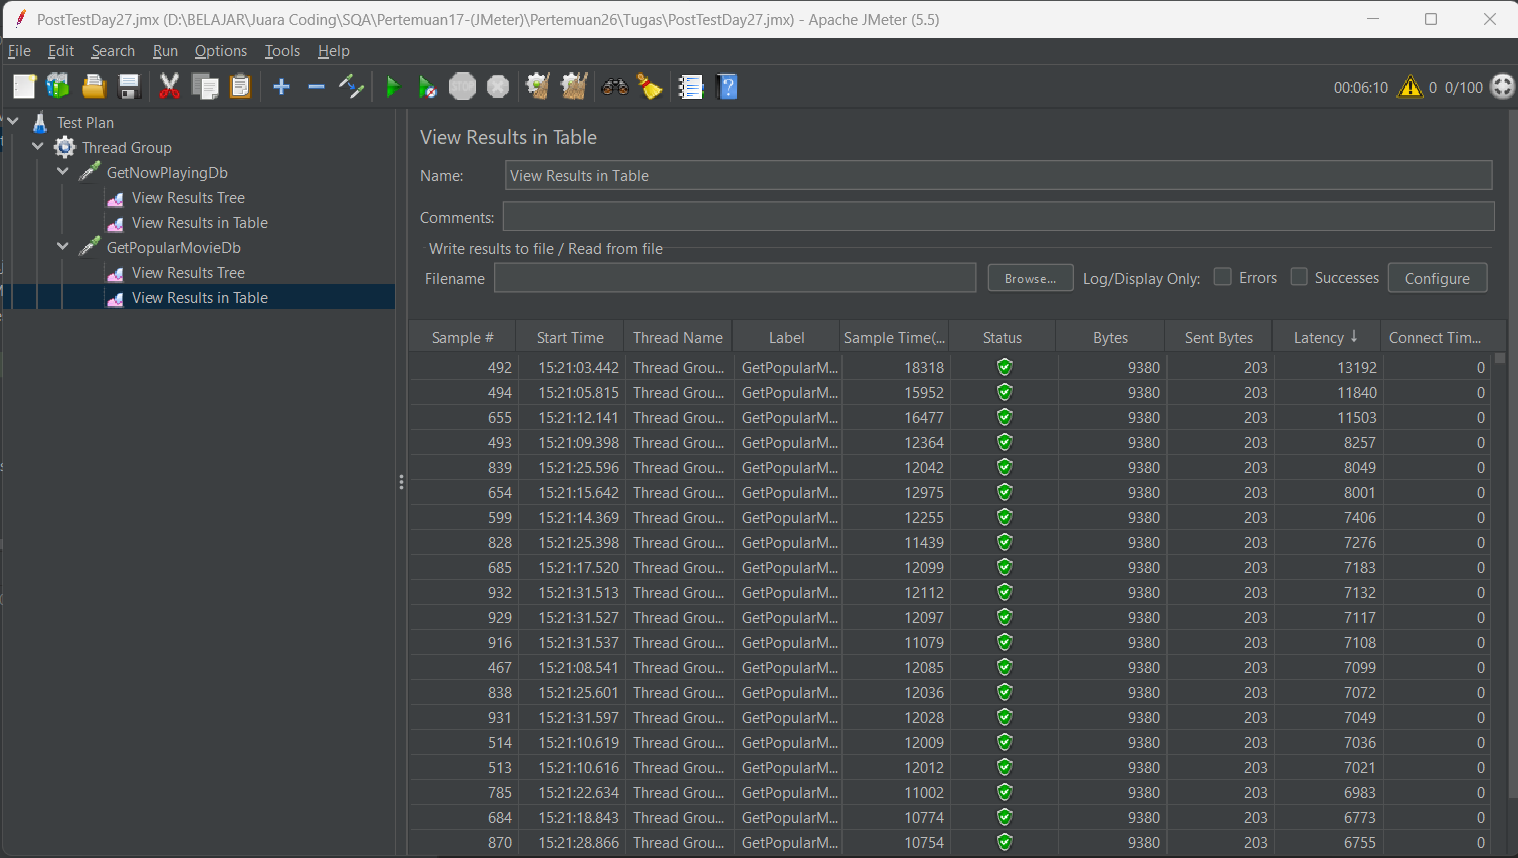 PostTestDay27.jmx (D:\BELAJAR\Juara Coding\SQA\Pertemuan17-(JMeter)\Pertemuan26\Tugas\PostTestDay27.jmx) - Apache JMeter (5.5)
File Edit Search Run Options Tools Help
STOP 00:06:10 0 0/100
Test Plan
Thread Group
GetNowPlayingDb
View Results Tree
View Results in Table
GetPopularMovieDb
View Results Tree
View Results in Table
View Results in Table
Name: View Results in Table
Comments:
Write results to file / Read from file
Filename Browse... Log/Display Only: Errors Successes Configure
Sample # Start Time Thread Name Label Sample Time(... Status Bytes Sent Bytes Latency ↓ Connect Tim...
492 15:21:03.442 Thread Grou... GetPopularM... 18318 9380 203 13192 0
494 15:21:05.815 Thread Grou... GetPopularM... 15952 9380 203 11840 0
655 15:21:12.141 Thread Grou... GetPopularM... 16477 9380 203 11503 0
493 15:21:09.398 Thread Grou... GetPopularM... 12364 9380 203 8257 0
839 15:21:25.596 Thread Grou... GetPopularM... 12042 9380 203 8049 0
654 15:21:15.642 Thread Grou... GetPopularM... 12975 9380 203 8001 0
599 15:21:14.369 Thread Grou... GetPopularM... 12255 9380 203 7406 0
828 15:21:25.398 Thread Grou... GetPopularM... 11439 9380 203 7276 0
685 15:21:17.520 Thread Grou... GetPopularM... 12099 9380 203 7183 0
932 15:21:31.513 Thread Grou... GetPopularM... 12112 9380 203 7132 0
929 15:21:31.527 Thread Grou... GetPopularM... 12097 9380 203 7117 0
916 15:21:31.537 Thread Grou... GetPopularM... 11079 9380 203 7108 0
467 15:21:08.541 Thread Grou... GetPopularM... 12085 9380 203 7099 0
838 15:21:25.601 Thread Grou... GetPopularM... 12036 9380 203 7072 0
931 15:21:31.597 Thread Grou... GetPopularM... 12028 9380 203 7049 0
514 15:21:10.619 Thread Grou... GetPopularM... 12009 9380 203 7036 0
513 15:21:10.616 Thread Grou... GetPopularM... 12012 9380 203 7021 0
785 15:21:22.634 Thread Grou... GetPopularM... 11002 9380 203 6983 0
684 15:21:18.843 Thread Grou... GetPopularM... 10774 9380 203 6773 0
870 15:21:28.866 Thread Grou... GetPopularM... 10754 9380 203 6755 0